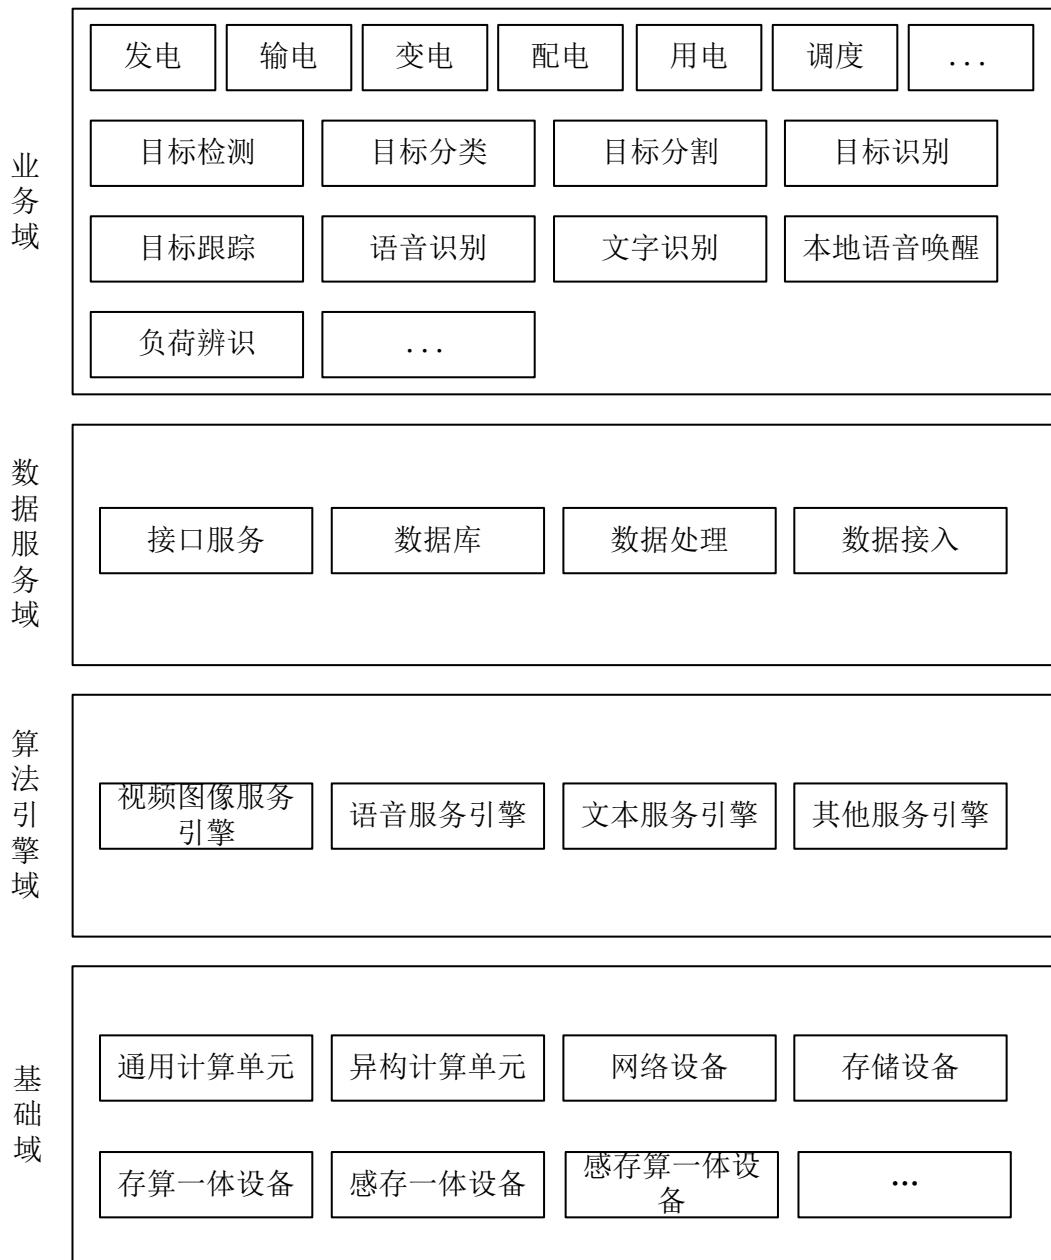 发电 输电 变电 配电 用电 调度 ...
目标检测 目标分类 目标分割 目标识别
业务域
目标跟踪 语音识别 文字识别 本地语音唤醒
负荷辨识 ...
数据服务域
接口服务 数据库 数据处理 数据接入
算法引擎域
视频图像服务
引擎
语音服务引擎 文本服务引擎 其他服务引擎
基础域
通用计算单元 异构计算单元 网络设备 存储设备
存算一体设备 感存一体设备
感存算一体设
备
...